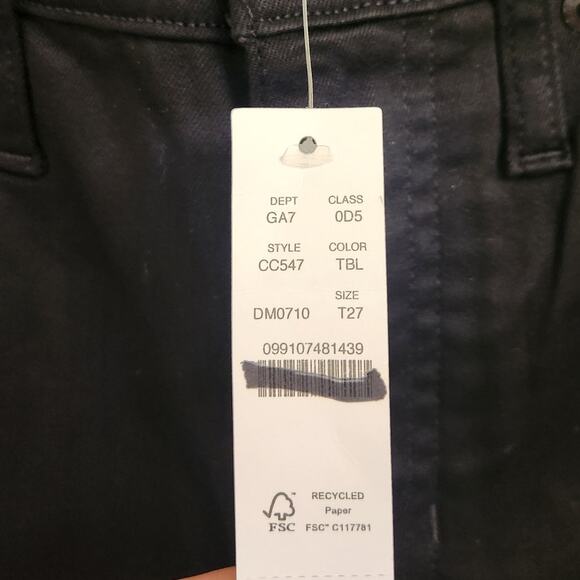 DEPT CLASS
GA7 0D5
STYLE COLOR
CC547 TBL
SIZE
DM0710 T27
099107481439
RECYCLED
Paper
FSC FSC™ C117781